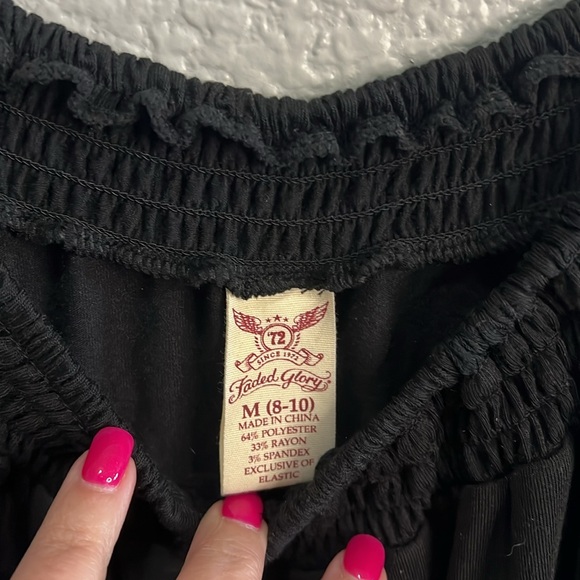 '72
SINCE 1972
Faded Glory
M (8-10)
MADE IN CHINA
64% POLYESTER
33% RAYON
3% SPANDEX
EXCLUSIVE OF
ELASTIC